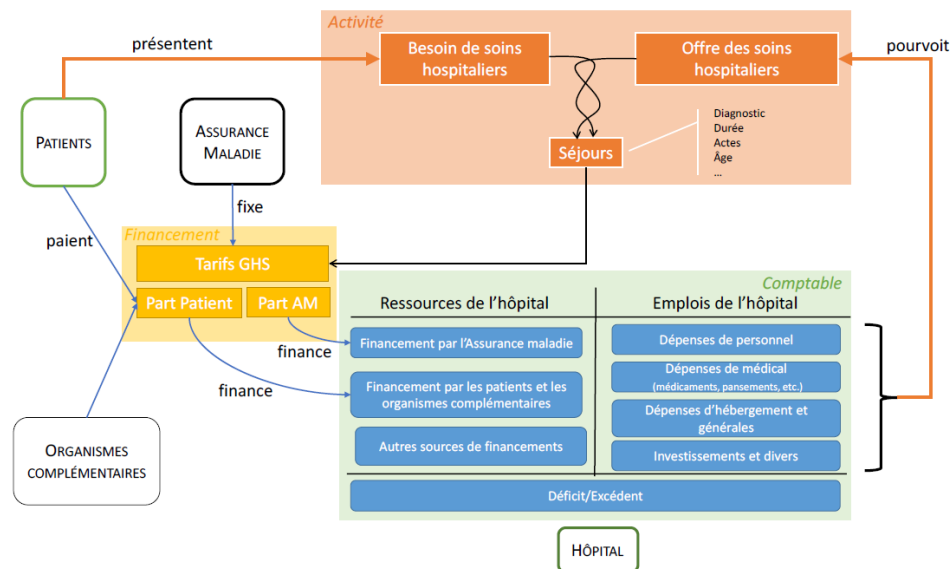 Activité
présentent
pourvoit
Besoin de soins
hospitaliers
Offre des soins
hospitaliers
PATIENTS
ASSURANCE
MALADIE
Séjours
Diagnostic
Durée
Actes
Âge
...
fixe
paient
Financement
Tarifs GHS
Part Patient
Part AM
finance
finance
Comptable
Ressources de l'hôpital
Emplois de l'hôpital
Financement par l'Assurance maladie
Dépenses de personnel
Financement par les patients et les
organismes complémentaires
Dépenses de médical
(médicaments, pansements, etc.)
Dépenses d'hébergement et
générales
Autres sources de financements
Investissements et divers
Déficit/Excédent
ORGANISMES
COMPLÉMENTAIRES
HÔPITAL